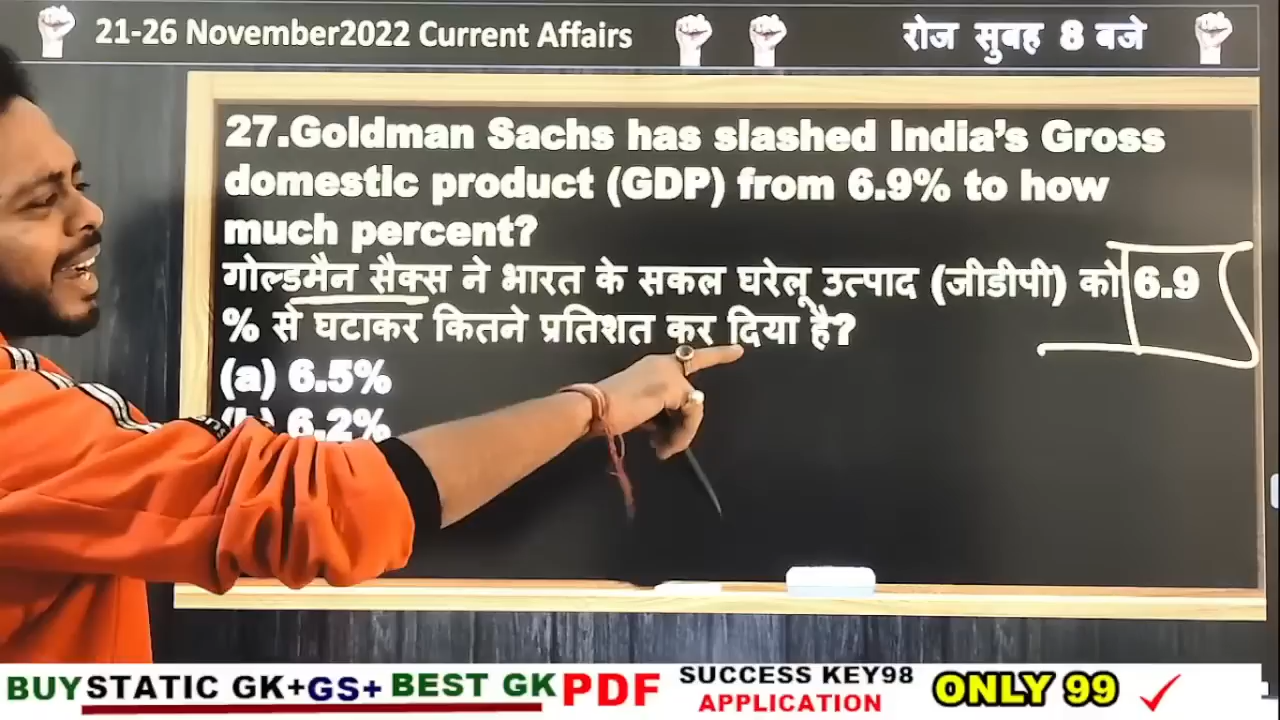 21-26 November2022 Current Affairs
रोज सुबह 8 बजे
27.Goldman Sachs has slashed India’s Gross
domestic product (GDP) from 6.9% to how
much percent?
गोल्डमैन सैक्स ने भारत के सकल घरेलू उत्पाद (जीडीपी) को 6.9
% से घटाकर कितने प्रतिशत कर दिया है?
(a) 6.5%
(b) 6.2%
BUY STATIC GK+GS+ BEST GK PDF
SUCCESS KEY98
APPLICATION
ONLY 99